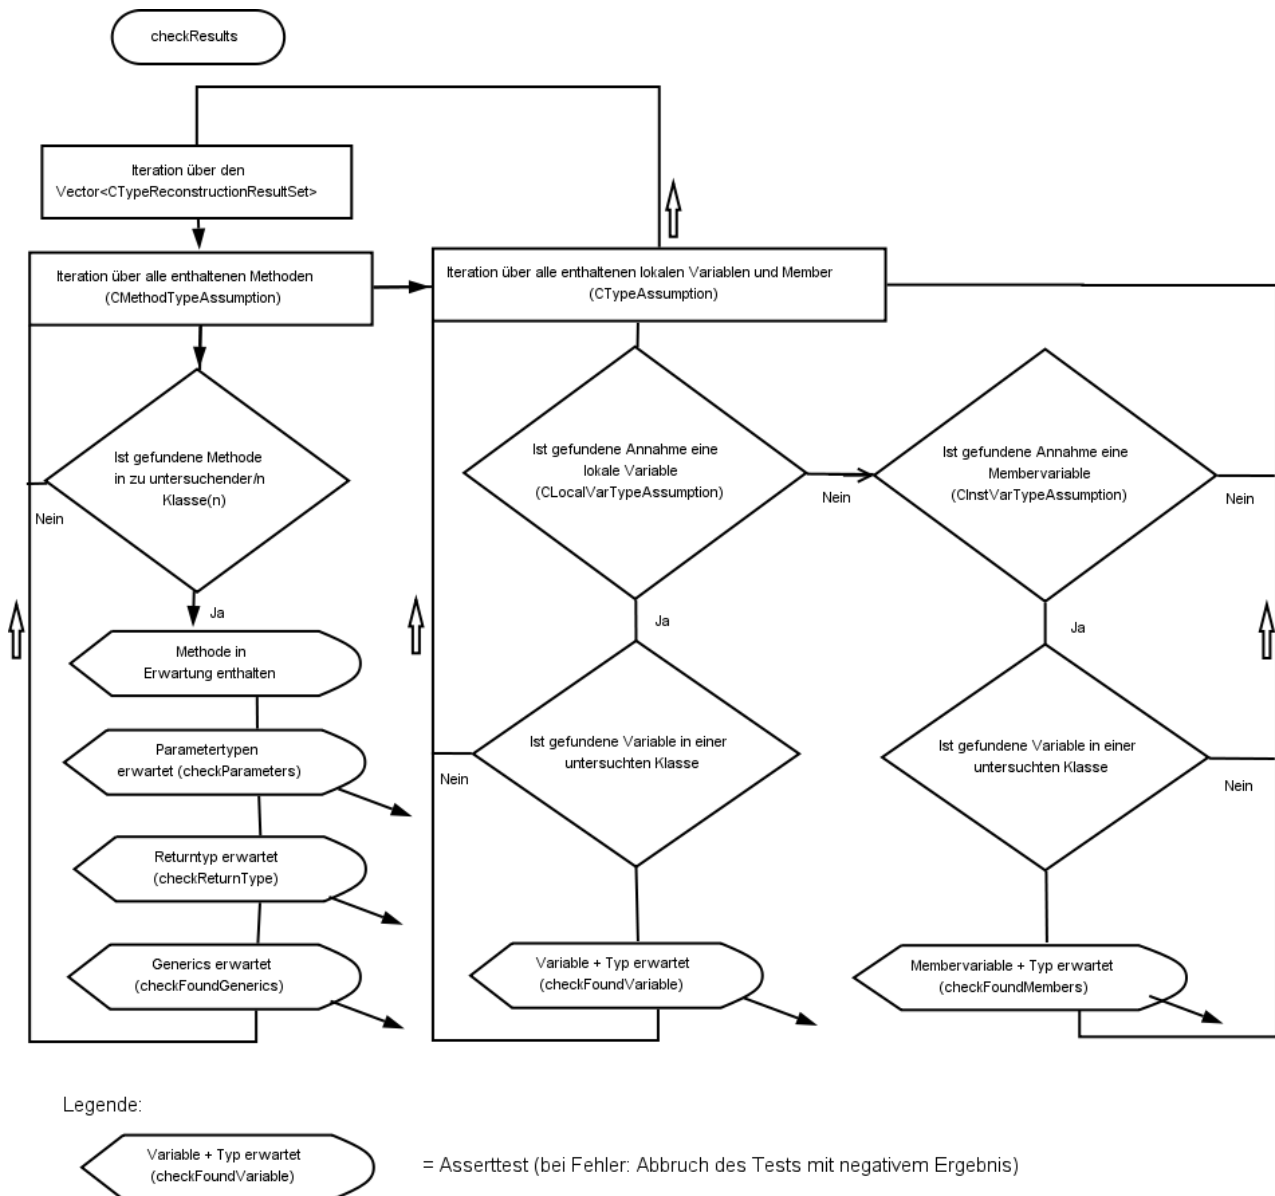 checkResults
Iteration über den
Vector<CTypeReconstructionResultSet>
Iteration über alle enthaltenen Methoden
(CMethodTypeAssumption)
Iteration über alle enthaltenen lokalen Variablen und Member
(CTypeAssumption)
Ist gefundene Methode
in zu untersuchender/n
Klasse(n)
Nein
Ja
Methode in
Erwartung enthalten
Parametertypen
erwartet (checkParameters)
Returntyp erwartet
(checkReturnType)
Generics erwartet
(checkFoundGenerics)
Ist gefundene Annahme eine
lokale Variable
(CLocalVarTypeAssumption)
Nein
Ja
Ist gefundene Variable in einer
untersuchten Klasse
Nein
Variable + Typ erwartet
(checkFoundVariable)
Ist gefundene Annahme eine
Membervariable
(CInstVarTypeAssumption)
Nein
Ja
Ist gefundene Variable in einer
untersuchten Klasse
Nein
Membervariable + Typ erwartet
(checkFoundMembers)
Legende:
Variable + Typ erwartet
(checkFoundVariable)
= Asserttest (bei Fehler: Abbruch des Tests mit negativem Ergebnis)